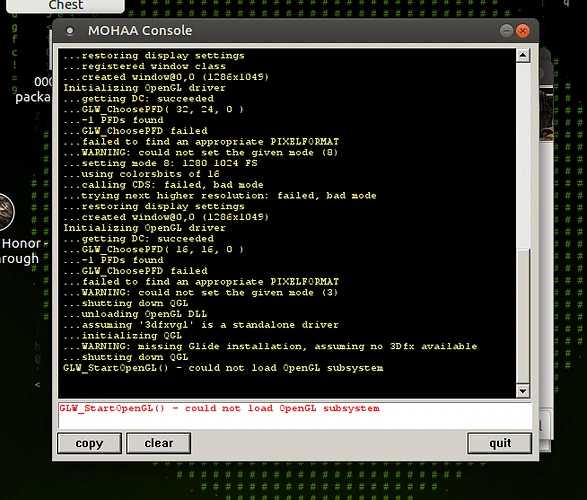 Chest
MOHAA Console
...restoring display settings
...registered window class
...created window@0,0 (1286x1049)
Initializing OpenGL driver
...getting DC: succeeded
...GLW_ChoosePFD( 32, 24, 0 )
...-1 PFDs found
...GLW_ChoosePFD failed
...failed to find an appropriate PIXELFORMAT
...WARNING: could not set the given mode (8)
...setting mode 8: 1280 1024 FS
...using colorsbits of 16
...calling CDS: failed, bad mode
...trying next higher resolution: failed, bad mode
...restoring display settings
...created window@0,0 (1286x1049)
Initializing OpenGL driver
...getting DC: succeeded
...GLW_ChoosePFD( 16, 16, 0 )
...-1 PFDs found
...GLW_ChoosePFD failed
...failed to find an appropriate PIXELFORMAT
...WARNING: could not set the given mode (3)
...shutting down QGL
...unloading OpenGL DLL
...assuming '3dfxvgl' is a standalone driver
...initializing QGL
...WARNING: missing Glide installation, assuming no 3Dfx available
...shutting down QGL
GLW_StartOpenGL() - could not load OpenGL subsystem
GLW_StartOpenGL() - could not load OpenGL subsystem
copy
clear
quit
000
packa
Honor -
rough